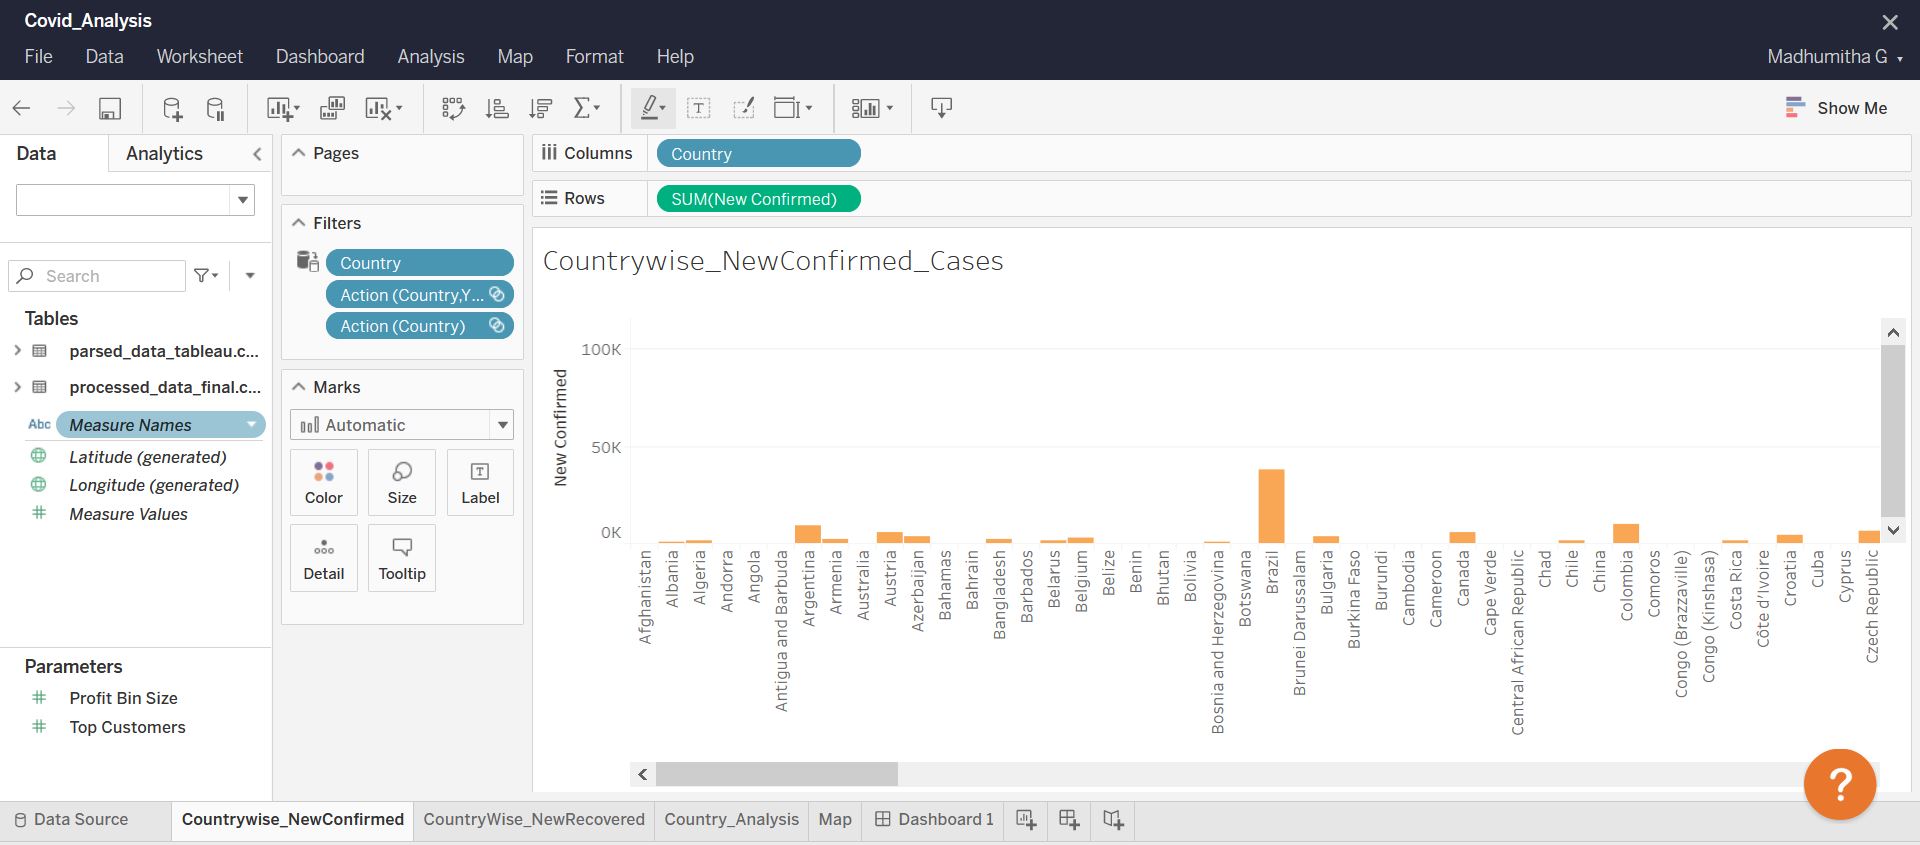 Covid_Analysis
File Data Worksheet Dashboard Analysis Map Format Help
Madhumitha G
Show Me
Data Analytics
Search
Tables
parsed_data_tableau.c...
processed_data_final.c...
Abc Measure Names
Latitude (generated)
Longitude (generated)
Measure Values
Parameters
Profit Bin Size
Top Customers
Pages
Filters
Country
Action (Country,Y...
Action (Country)
Marks
Automatic
Color Size Label
Detail Tooltip
Columns Country
Rows SUM(New Confirmed)
Countrywise_NewConfirmed_Cases
New Confirmed
100K
50K
0K
Afghanistan
Albania
Algeria
Andorra
Angola
Antigua and Barbuda
Argentina
Armenia
Australia
Austria
Azerbaijan
Bahamas
Bahrain
Bangladesh
Barbados
Belarus
Belgium
Belize
Benin
Bhutan
Bolivia
Bosnia and Herzegovina
Botswana
Brazil
Brunei Darussalam
Bulgaria
Burkina Faso
Burundi
Cambodia
Cameroon
Canada
Cape Verde
Central African Republic
Chad
Chile
China
Colombia
Comoros
Congo (Brazzaville)
Congo (Kinshasa)
Costa Rica
Côte d'Ivoire
Croatia
Cuba
Cyprus
Czech Republic
?
Data Source Countrywise_NewConfirmed CountryWise_NewRecovered Country_Analysis Map Dashboard 1